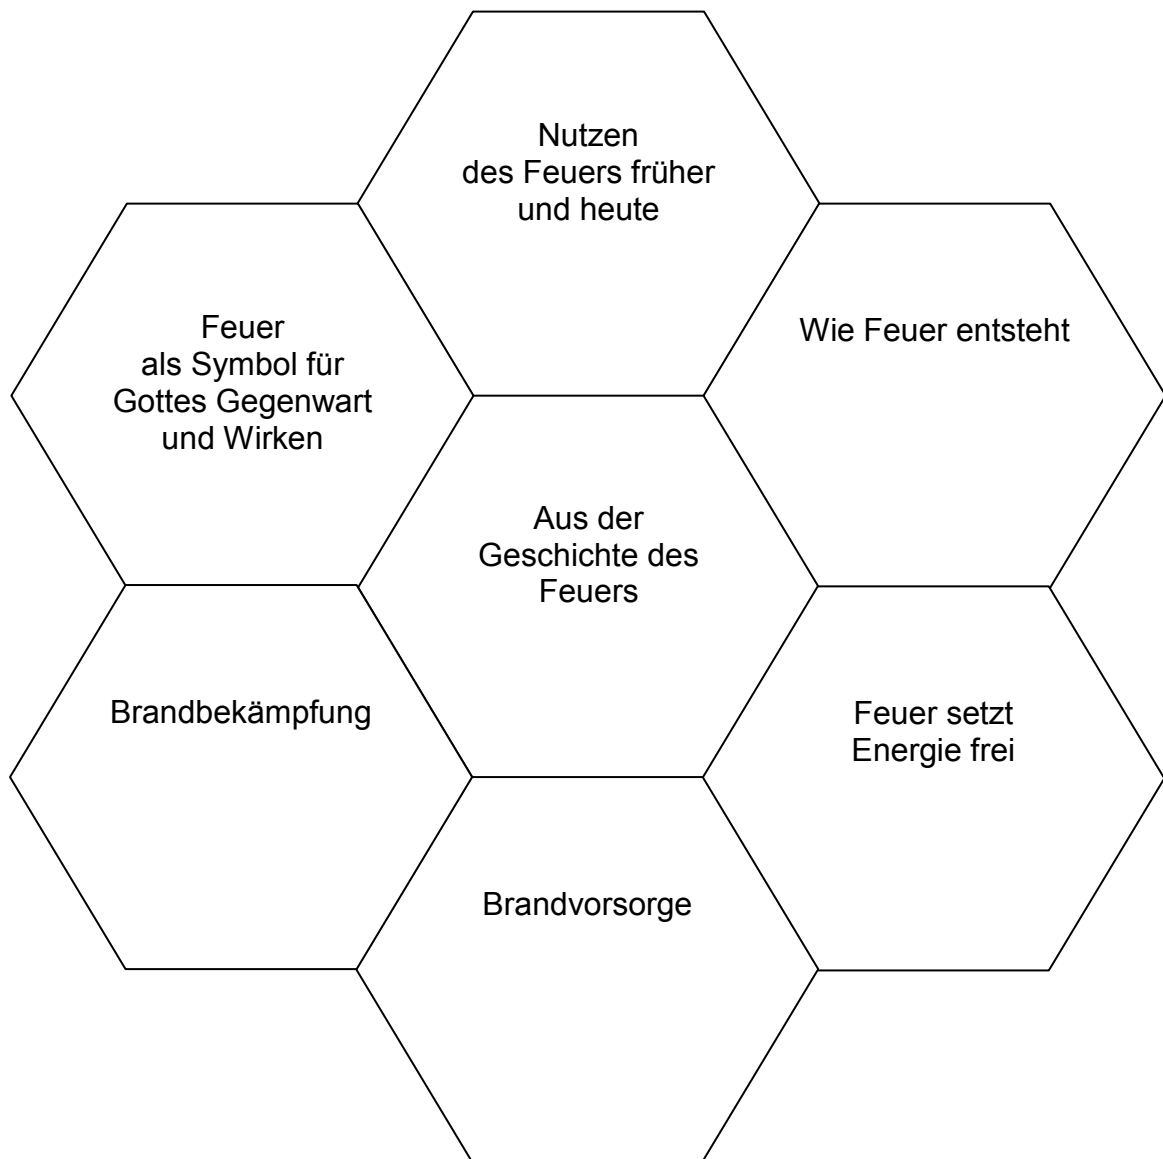 Nutzen
des Feuers früher
und heute
Feuer
als Symbol für
Gottes Gegenwart
und Wirken
Wie Feuer entsteht
Aus der
Geschichte des
Feuers
Brandbekämpfung
Feuer setzt
Energie frei
Brandvorsorge